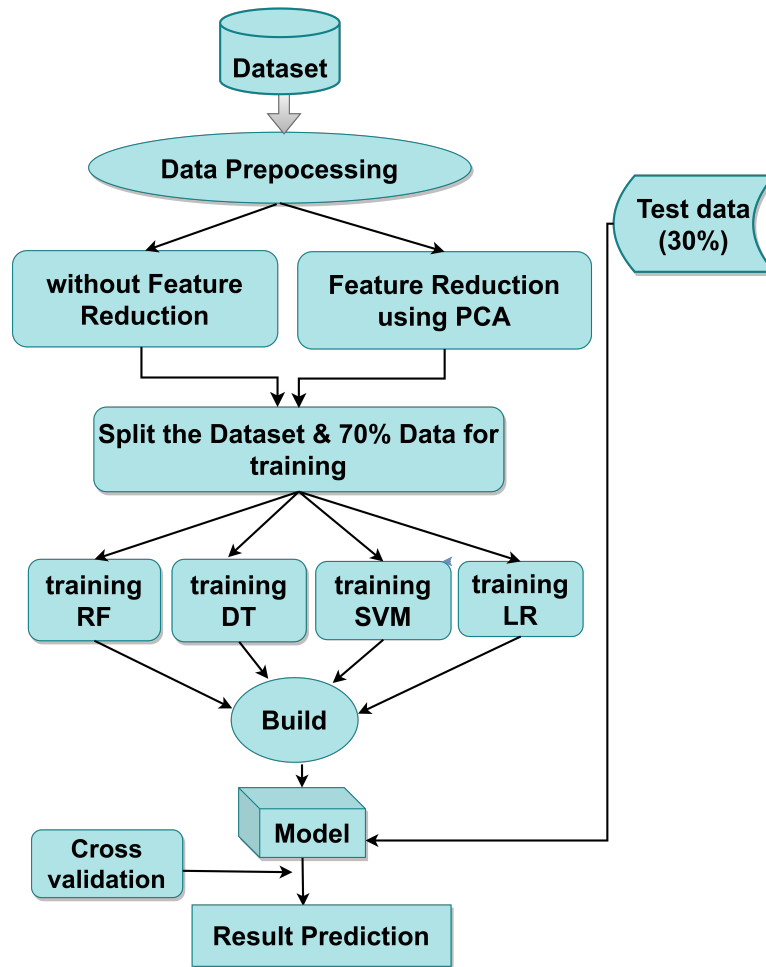 Dataset
Data Prepocessing
Test data
(30%)
without Feature
Reduction
Feature Reduction
using PCA
Split the Dataset & 70% Data for
training
training
RF
training
DT
training
SVM
training
LR
Build
Model
Cross
validation
Result Prediction